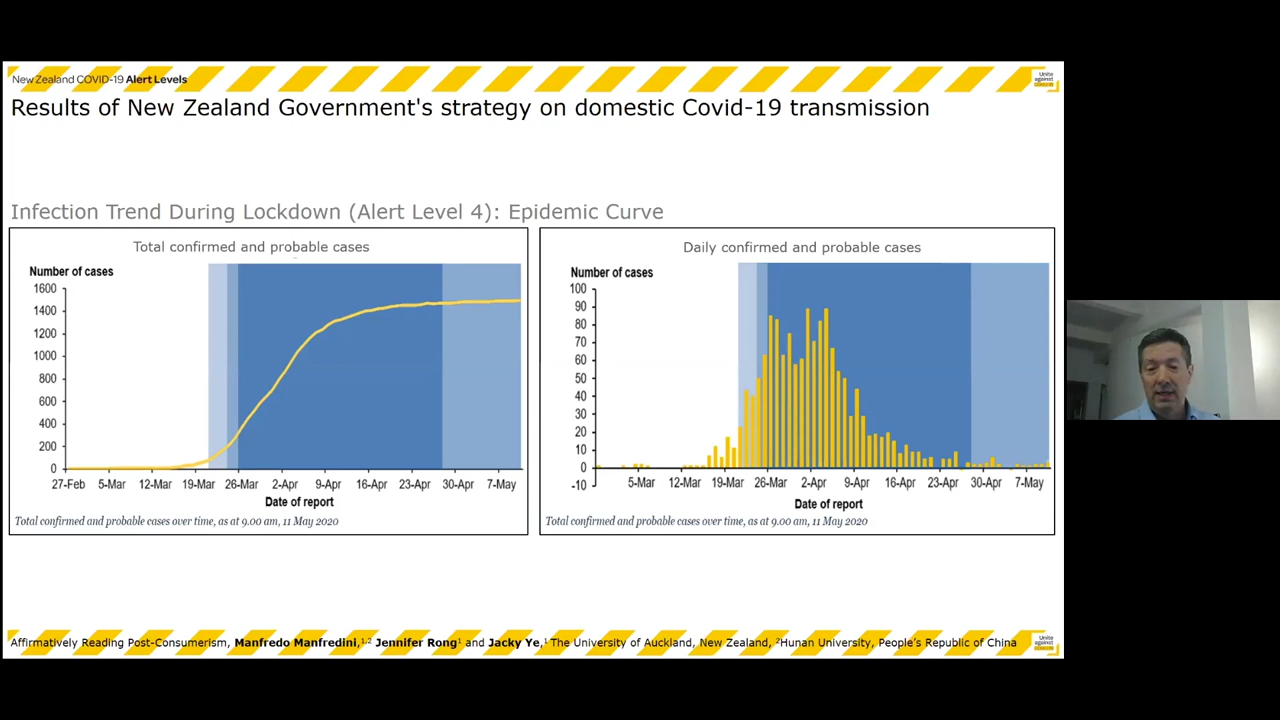 New Zealand COVID-19 Alert Levels
Unite
against
Results of New Zealand Government's strategy on domestic Covid-19 transmission
Infection Trend During Lockdown (Alert Level 4): Epidemic Curve
Total confirmed and probable cases
Number of cases
1600
1400
1200
1000
800
600
400
200
0
27-Feb 5-Mar 12-Mar 19-Mar 26-Mar 2-Apr 9-Apr 16-Apr 23-Apr 30-Apr 7-May
Date of report
Total confirmed and probable cases over time, as at 9.00 am, 11 May 2020
Daily confirmed and probable cases
Number of cases
100
90
80
70
60
50
40
30
20
10
0
-10
5-Mar 12-Mar 19-Mar 26-Mar 2-Apr 9-Apr 16-Apr 23-Apr 30-Apr 7-May
Date of report
Total confirmed and probable cases over time, as at 9.00 am, 11 May 2020
Affirmatively Reading Post-Consumerism, Manfredo Manfredini,1,2 Jennifer Rong1 and Jacky Ye,1 The University of Auckland, New Zealand, 2Hunan University, People's Republic of China
Unite
against